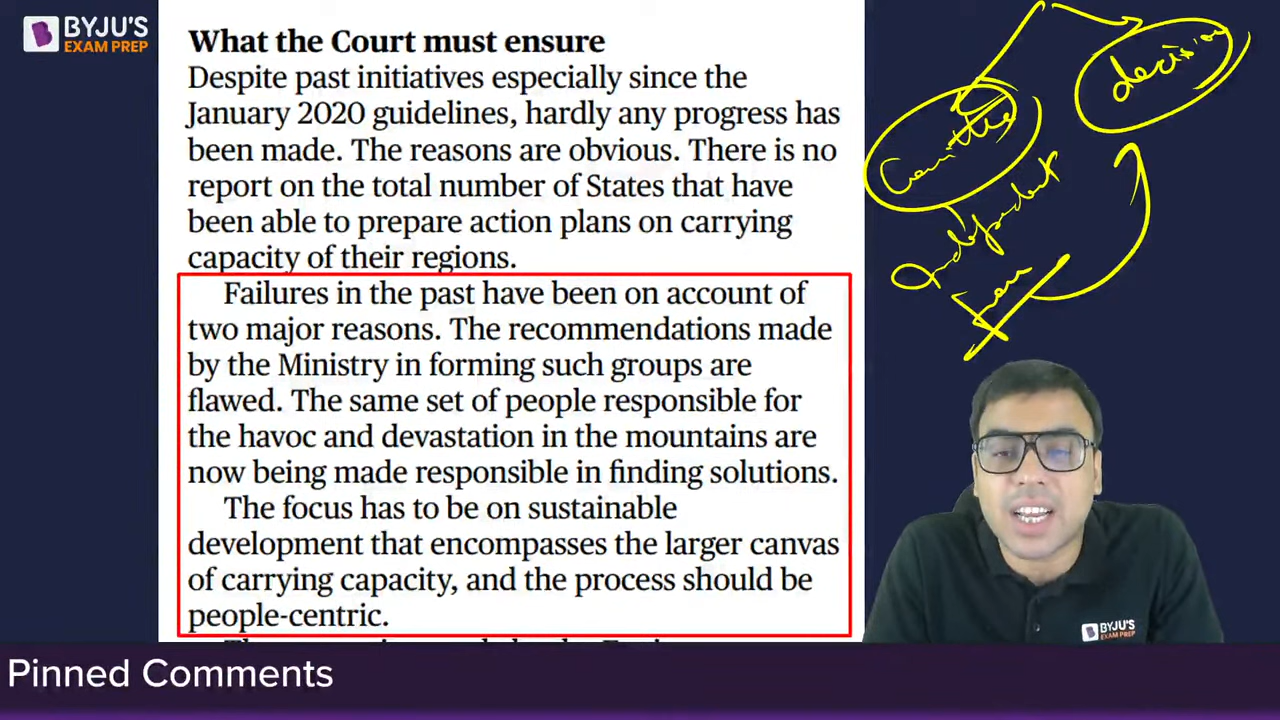 BYJU'S
EXAM PREP
What the Court must ensure
Despite past initiatives especially since the
January 2020 guidelines, hardly any progress has
been made. The reasons are obvious. There is no
report on the total number of States that have
been able to prepare action plans on carrying
capacity of their regions.
Failures in the past have been on account of
two major reasons. The recommendations made
by the Ministry in forming such groups are
flawed. The same set of people responsible for
the havoc and devastation in the mountains are
now being made responsible in finding solutions.
The focus has to be on sustainable
development that encompasses the larger canvas
of carrying capacity, and the process should be
people-centric.
decision
Independent
BYJU'S
EXAM PREP
Pinned Comments